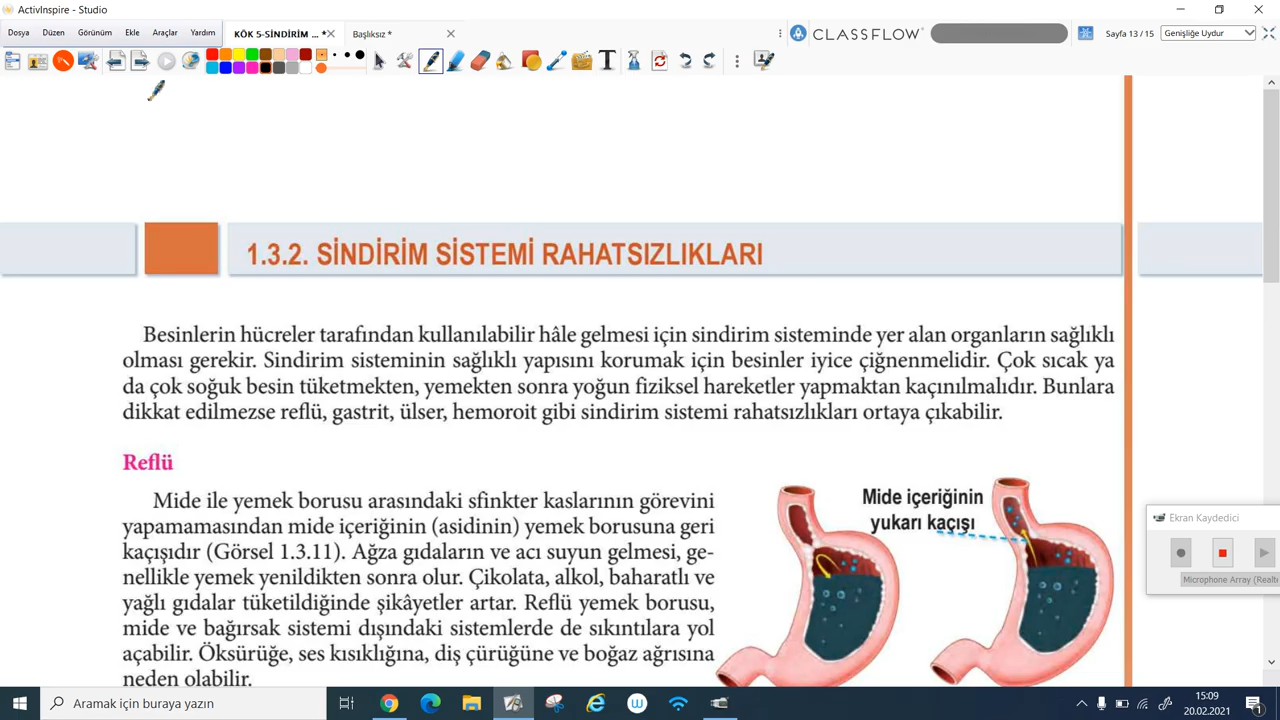 ActivInspire - Studio
Dosya Düzen Görünüm Ekle Araçlar Yardım
KÖK 5-SİNDİRİM ... *
Başlıksız *
CLASSFLOW
Sayfa 13 / 15
Genişliğe Uydur
1.3.2. SİNDİRİM SİSTEMİ RAHATSIZLIKLARI
Besinlerin hücreler tarafından kullanılabilir hâle gelmesi için sindirim sisteminde yer alan organların sağlıklı
olması gerekir. Sindirim sisteminin sağlıklı yapısını korumak için besinler iyice çiğnenmelidir. Çok sıcak ya
da çok soğuk besin tüketmekten, yemekten sonra yoğun fiziksel hareketler yapmaktan kaçınılmalıdır. Bunlara
dikkat edilmezse reflü, gastrit, ülser, hemoroit gibi sindirim sistemi rahatsızlıkları ortaya çıkabilir.
Reflü
Mide ile yemek borusu arasındaki sfinkter kaslarının görevini
yapamamasından mide içeriğinin (asidinin) yemek borusuna geri
kaçışıdır (Görsel 1.3.11). Ağza gıdaların ve acı suyun gelmesi, ge-
nellikle yemek yenildikten sonra olur. Çikolata, alkol, baharatlı ve
yağlı gıdalar tüketildiğinde şikâyetler artar. Reflü yemek borusu,
mide ve bağırsak sistemi dışındaki sistemlerde de sıkıntılara yol
açabilir. Öksürüğe, ses kısıklığına, diş çürüğüne ve boğaz ağrısına
neden olabilir.
Mide içeriğinin
yukarı kaçışı
Ekran Kaydedici
Microphone Array (Realt
Aramak için buraya yazın
15:09
20.02.2021
1